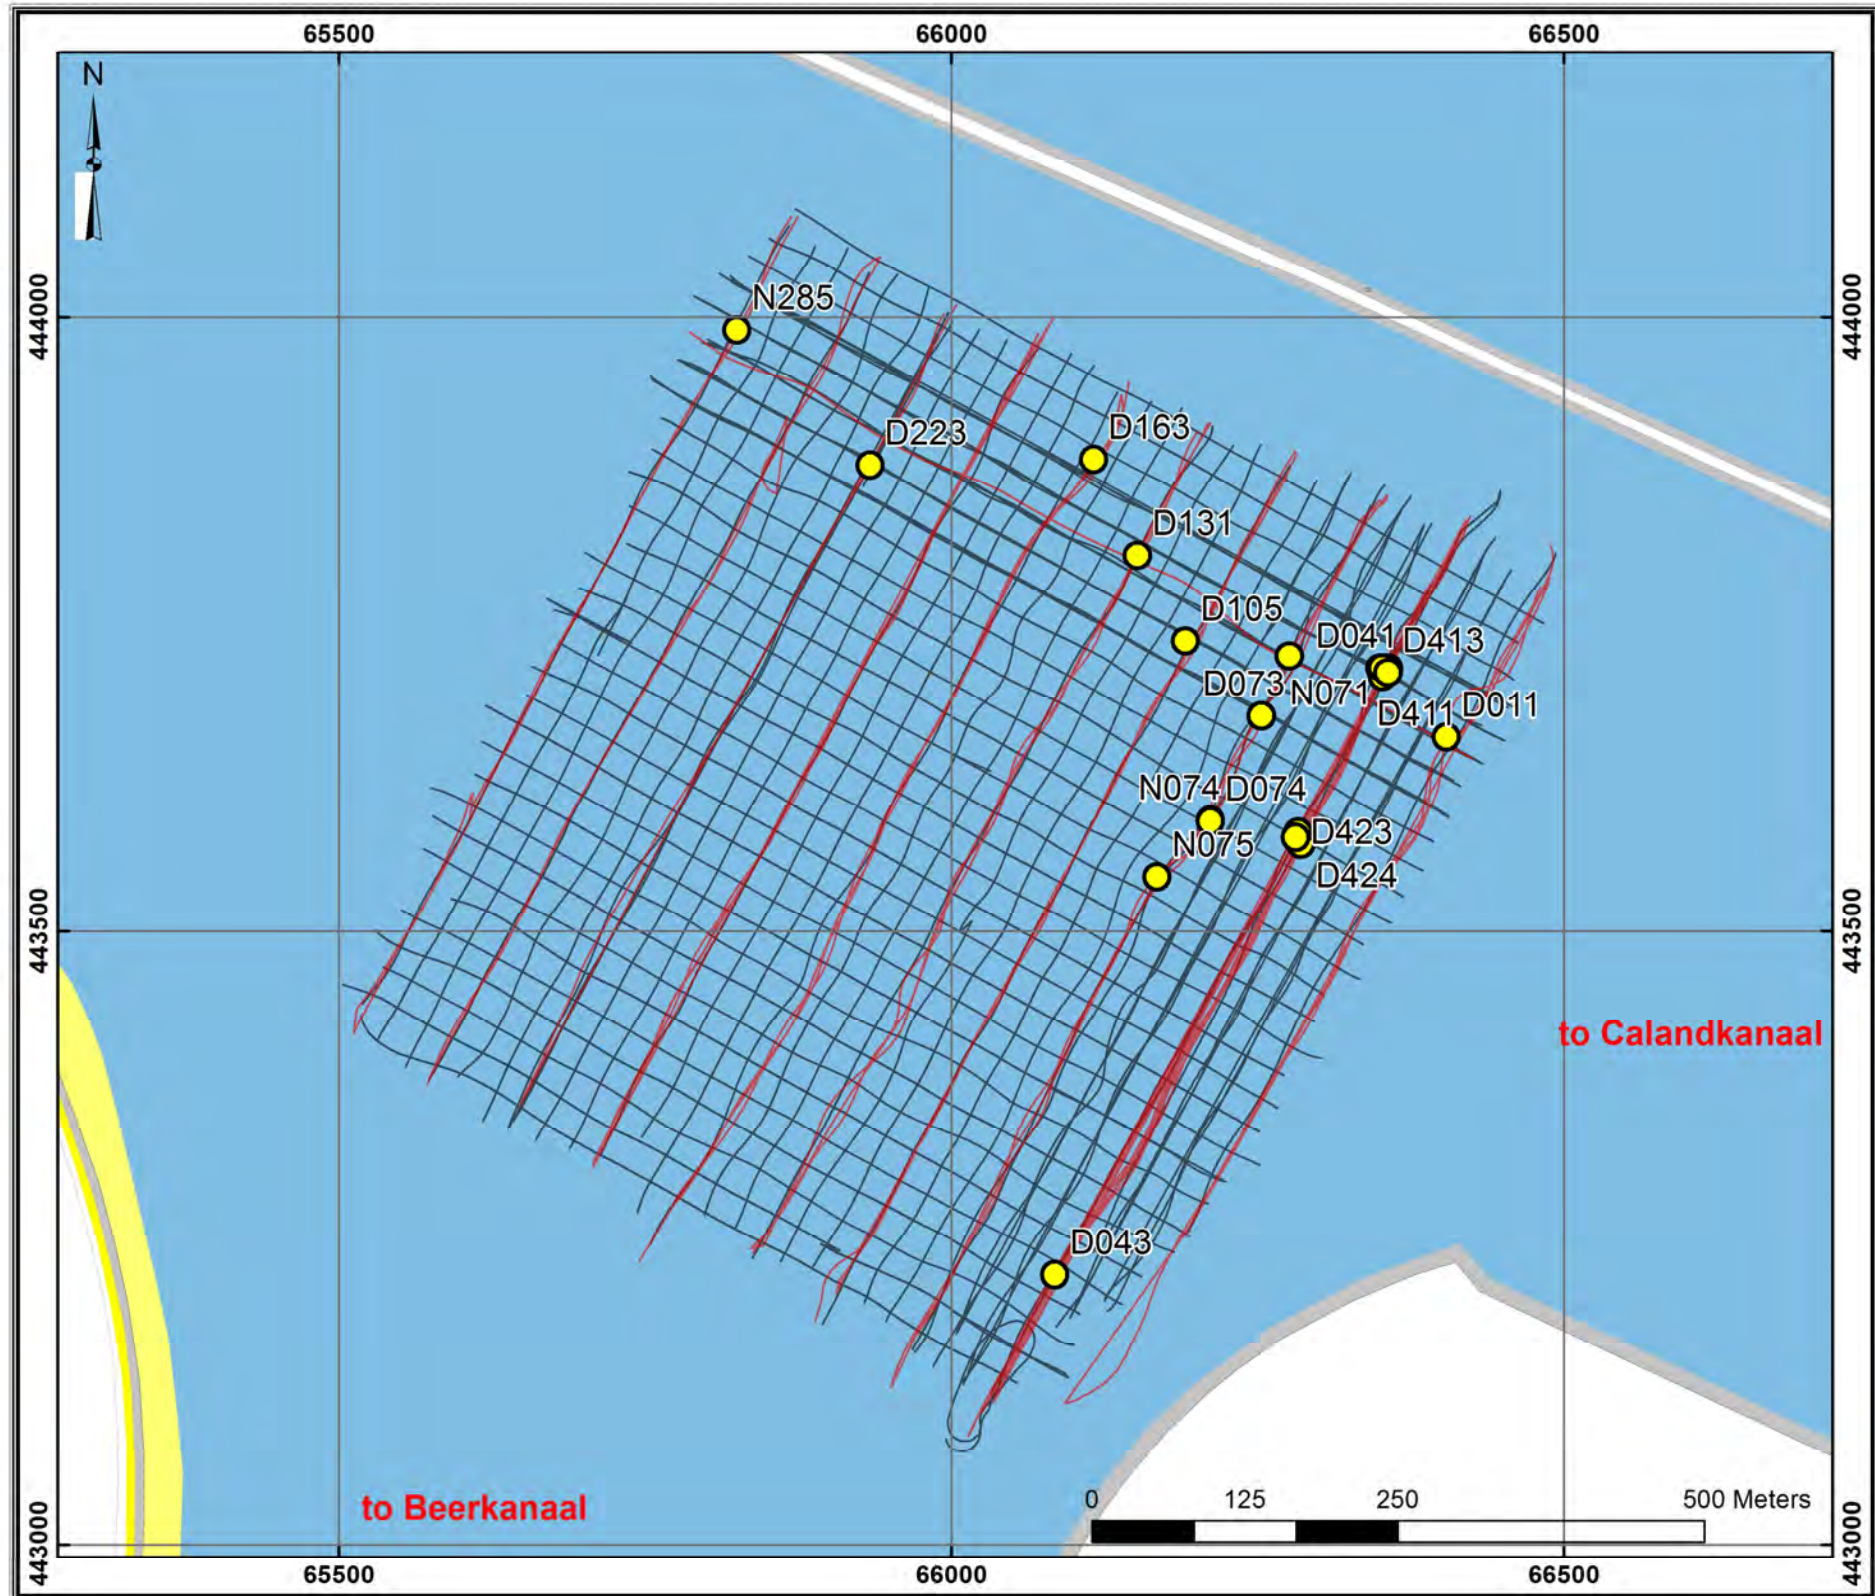 65500 66000 66500
N
444000 444000
N285
D223
D163
D131
D105
D041 D413
D073 N071
D411 D011
N074 D074
N075
D423
D424
443500 443500
to Calandkanaal
D043
to Beerkanaal
0 125 250 500 Meters
443000 443000
65500 66000 66500